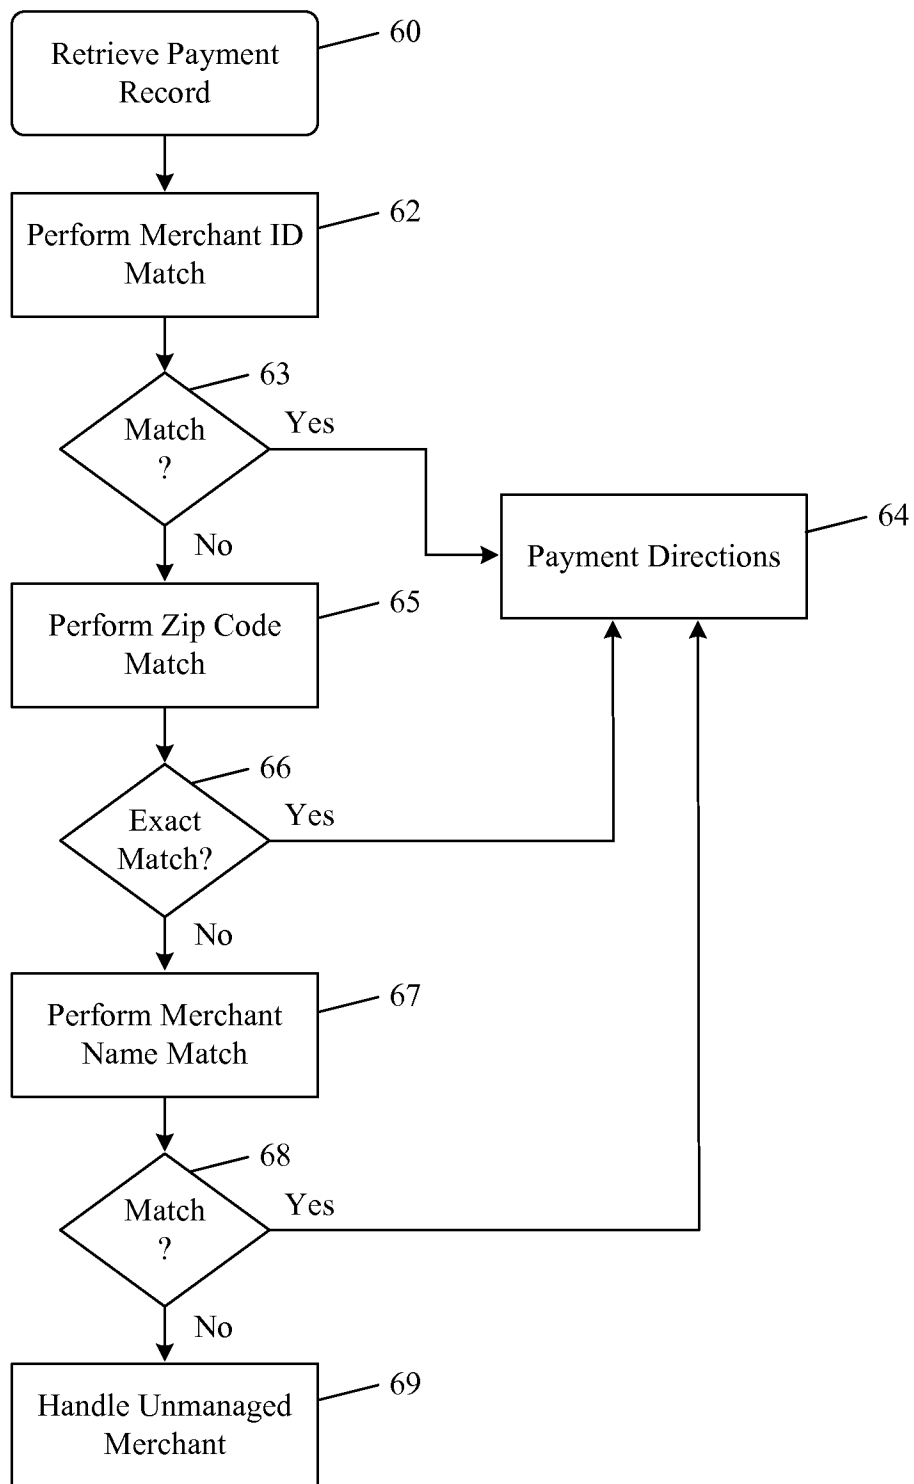 Retrieve Payment
Record
60
Perform Merchant ID
Match
62
63
Match
?
Yes
No
Payment Directions
64
Perform Zip Code
Match
65
66
Exact
Match?
Yes
No
Perform Merchant
Name Match
67
68
Match
?
Yes
No
Handle Unmanaged
Merchant
69